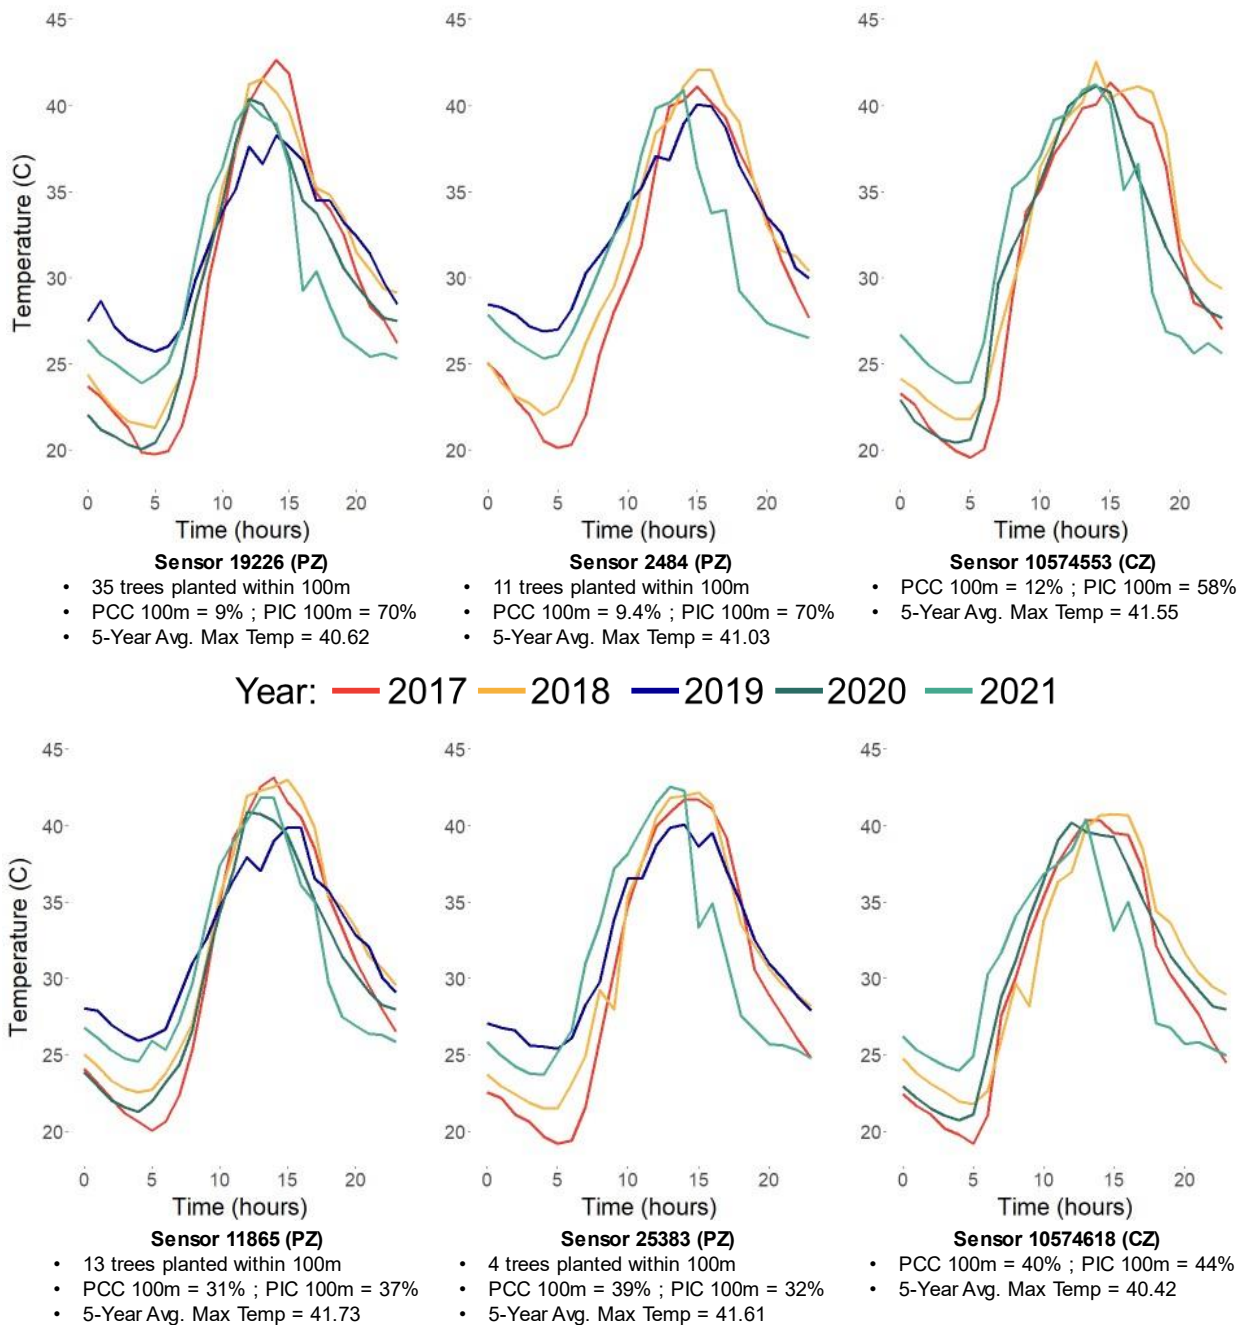 45
40
35
30
25
20
Temperature (C)
0 5 10 15 20
Time (hours)
45
40
35
30
25
20
0 5 10 15 20
Time (hours)
45
40
35
30
25
20
0 5 10 15 20
Time (hours)
Sensor 19226 (PZ)
• 35 trees planted within 100m
• PCC 100m = 9% ; PIC 100m = 70%
• 5-Year Avg. Max Temp = 40.62
Sensor 2484 (PZ)
• 11 trees planted within 100m
• PCC 100m = 9.4% ; PIC 100m = 70%
• 5-Year Avg. Max Temp = 41.03
Sensor 10574553 (CZ)
• PCC 100m = 12% ; PIC 100m = 58%
• 5-Year Avg. Max Temp = 41.55
Year: 2017 2018 2019 2020 2021
45
40
35
30
25
20
Temperature (C)
0 5 10 15 20
Time (hours)
45
40
35
30
25
20
0 5 10 15 20
Time (hours)
45
40
35
30
25
20
0 5 10 15 20
Time (hours)
Sensor 11865 (PZ)
• 13 trees planted within 100m
• PCC 100m = 31% ; PIC 100m = 37%
• 5-Year Avg. Max Temp = 41.73
Sensor 25383 (PZ)
• 4 trees planted within 100m
• PCC 100m = 39% ; PIC 100m = 32%
• 5-Year Avg. Max Temp = 41.61
Sensor 10574618 (CZ)
• PCC 100m = 40% ; PIC 100m = 44%
• 5-Year Avg. Max Temp = 40.42